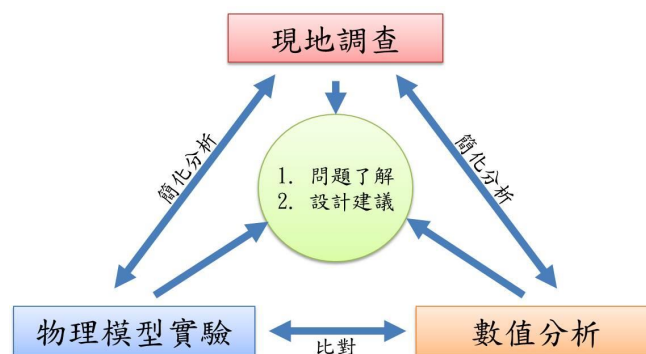 現地調查
簡化分析
簡化分析
1. 問題了解
2. 設計建議
物理模型實驗
比對
數值分析